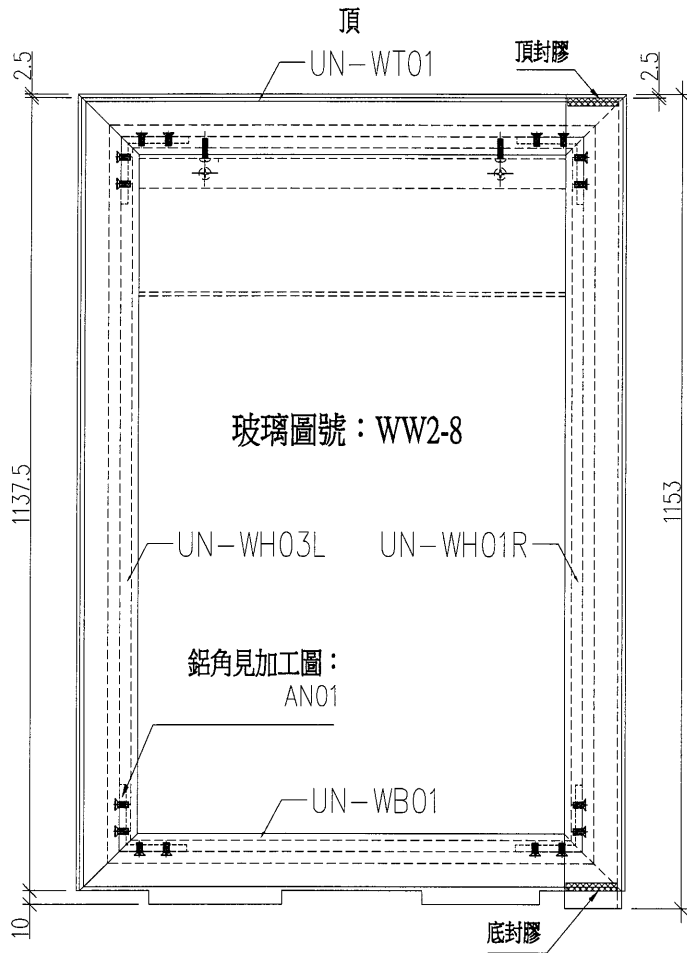 頂
UN-WT01
頂封膠
2.5
2.5
玻璃圖號：WW2-8
1137.5
1153
UN-WH03L
UN-WH01R
鋁角見加工圖：
AN01
UN-WB01
10
底封膠